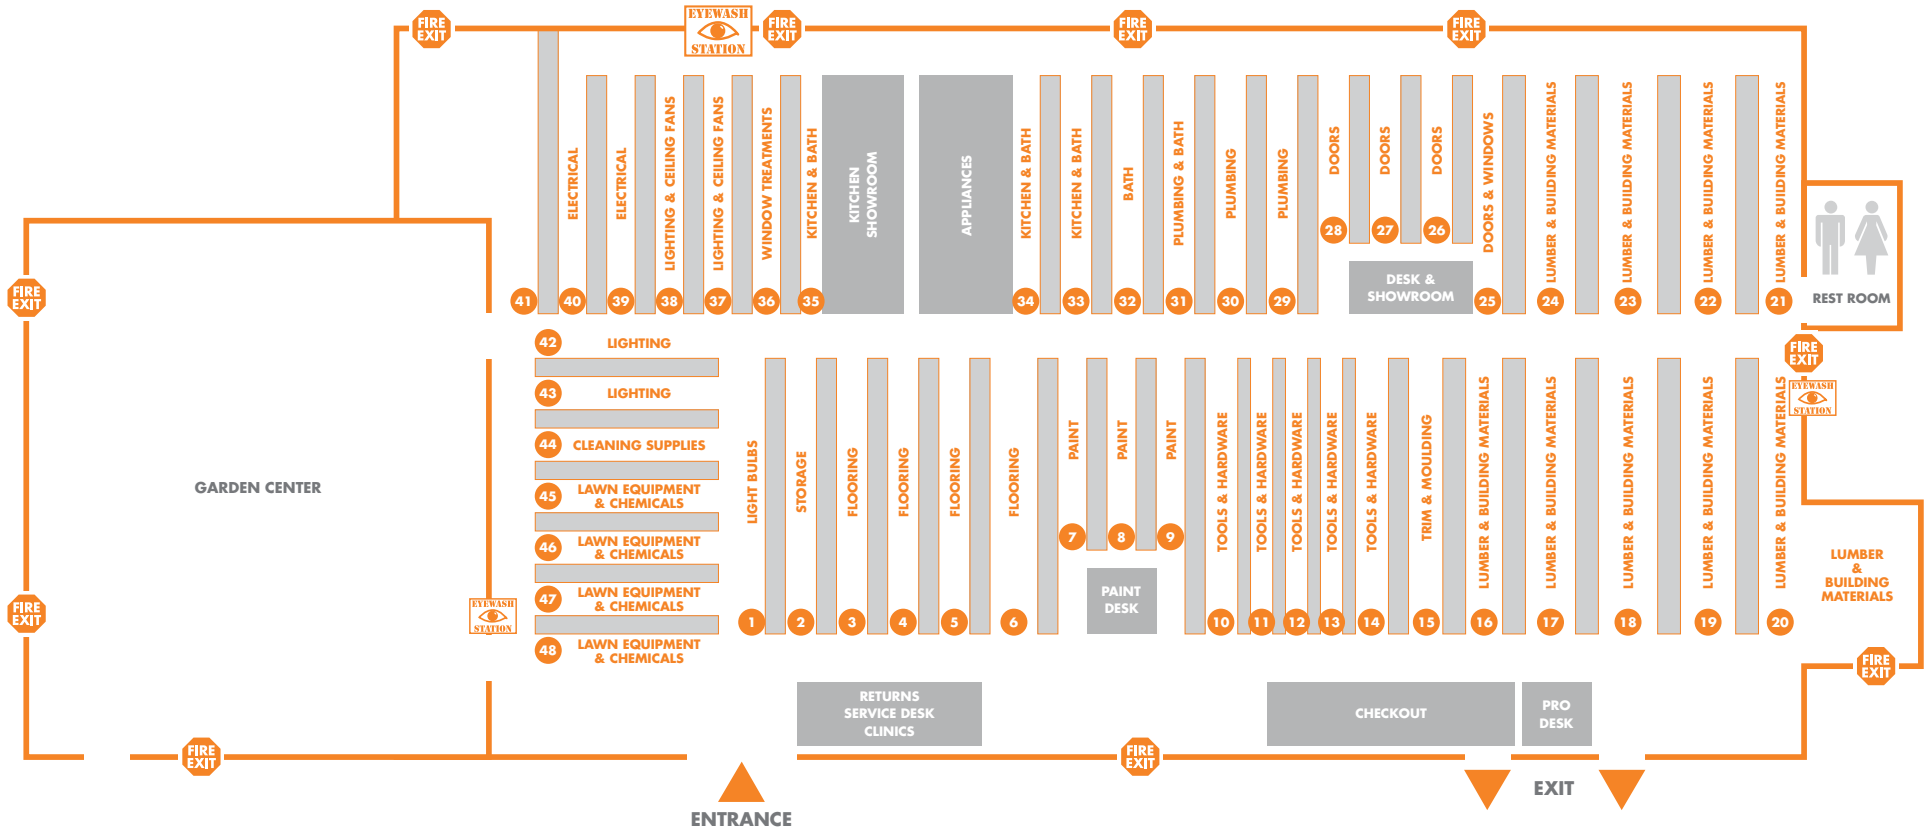 FIRE
EXIT
EYEWASH
STATION
FIRE
EXIT
FIRE
EXIT
FIRE
EXIT
ELECTRICAL
ELECTRICAL
LIGHTING & CEILING FANS
LIGHTING & CEILING FANS
WINDOW TREATMENTS
KITCHEN & BATH
KITCHEN
SHOWROOM
APPLIANCES
KITCHEN & BATH
KITCHEN & BATH
BATH
PLUMBING & BATH
PLUMBING
PLUMBING
DOORS
DOORS
DOORS
DOORS & WINDOWS
LUMBER & BUILDING MATERIALS
LUMBER & BUILDING MATERIALS
LUMBER & BUILDING MATERIALS
LUMBER & BUILDING MATERIALS
28
27
26
DESK &
SHOWROOM
REST ROOM
FIRE
EXIT
41
40
39
38
37
36
35
34
33
32
31
30
29
25
24
23
22
21
42
LIGHTING
FIRE
EXIT
43
LIGHTING
EYEWASH
STATION
44
CLEANING SUPPLIES
45
LAWN EQUIPMENT
& CHEMICALS
46
LAWN EQUIPMENT
& CHEMICALS
47
LAWN EQUIPMENT
& CHEMICALS
48
LAWN EQUIPMENT
& CHEMICALS
GARDEN CENTER
LIGHT BULBS
STORAGE
FLOORING
FLOORING
FLOORING
FLOORING
PAINT
PAINT
PAINT
TOOLS & HARDWARE
TOOLS & HARDWARE
TOOLS & HARDWARE
TOOLS & HARDWARE
TOOLS & HARDWARE
TRIM & MOULDING
LUMBER & BUILDING MATERIALS
LUMBER & BUILDING MATERIALS
LUMBER & BUILDING MATERIALS
LUMBER & BUILDING MATERIALS
LUMBER & BUILDING MATERIALS
7
8
9
PAINT
DESK
LUMBER
&
BUILDING
MATERIALS
FIRE
EXIT
EYEWASH
STATION
1
2
3
4
5
6
10
11
12
13
14
15
16
17
18
19
20
FIRE
EXIT
RETURNS
SERVICE DESK
CLINICS
CHECKOUT
PRO
DESK
FIRE
EXIT
FIRE
EXIT
ENTRANCE
EXIT